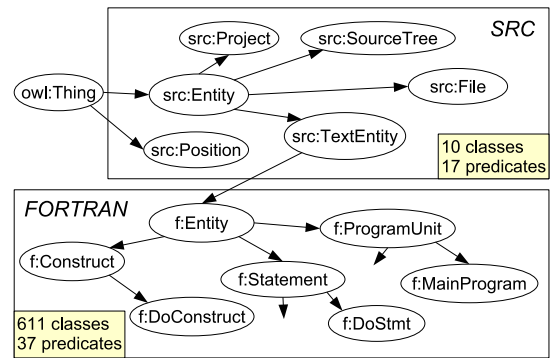 SRC
src:Project
src:SourceTree
owl:Thing
src:Entity
src:File
src:TextEntity
src:Position
10 classes
17 predicates
FORTRAN
f:Entity
f:ProgramUnit
f:Construct
f:Statement
f:MainProgram
f:DoConstruct
f:DoStmt
611 classes
37 predicates